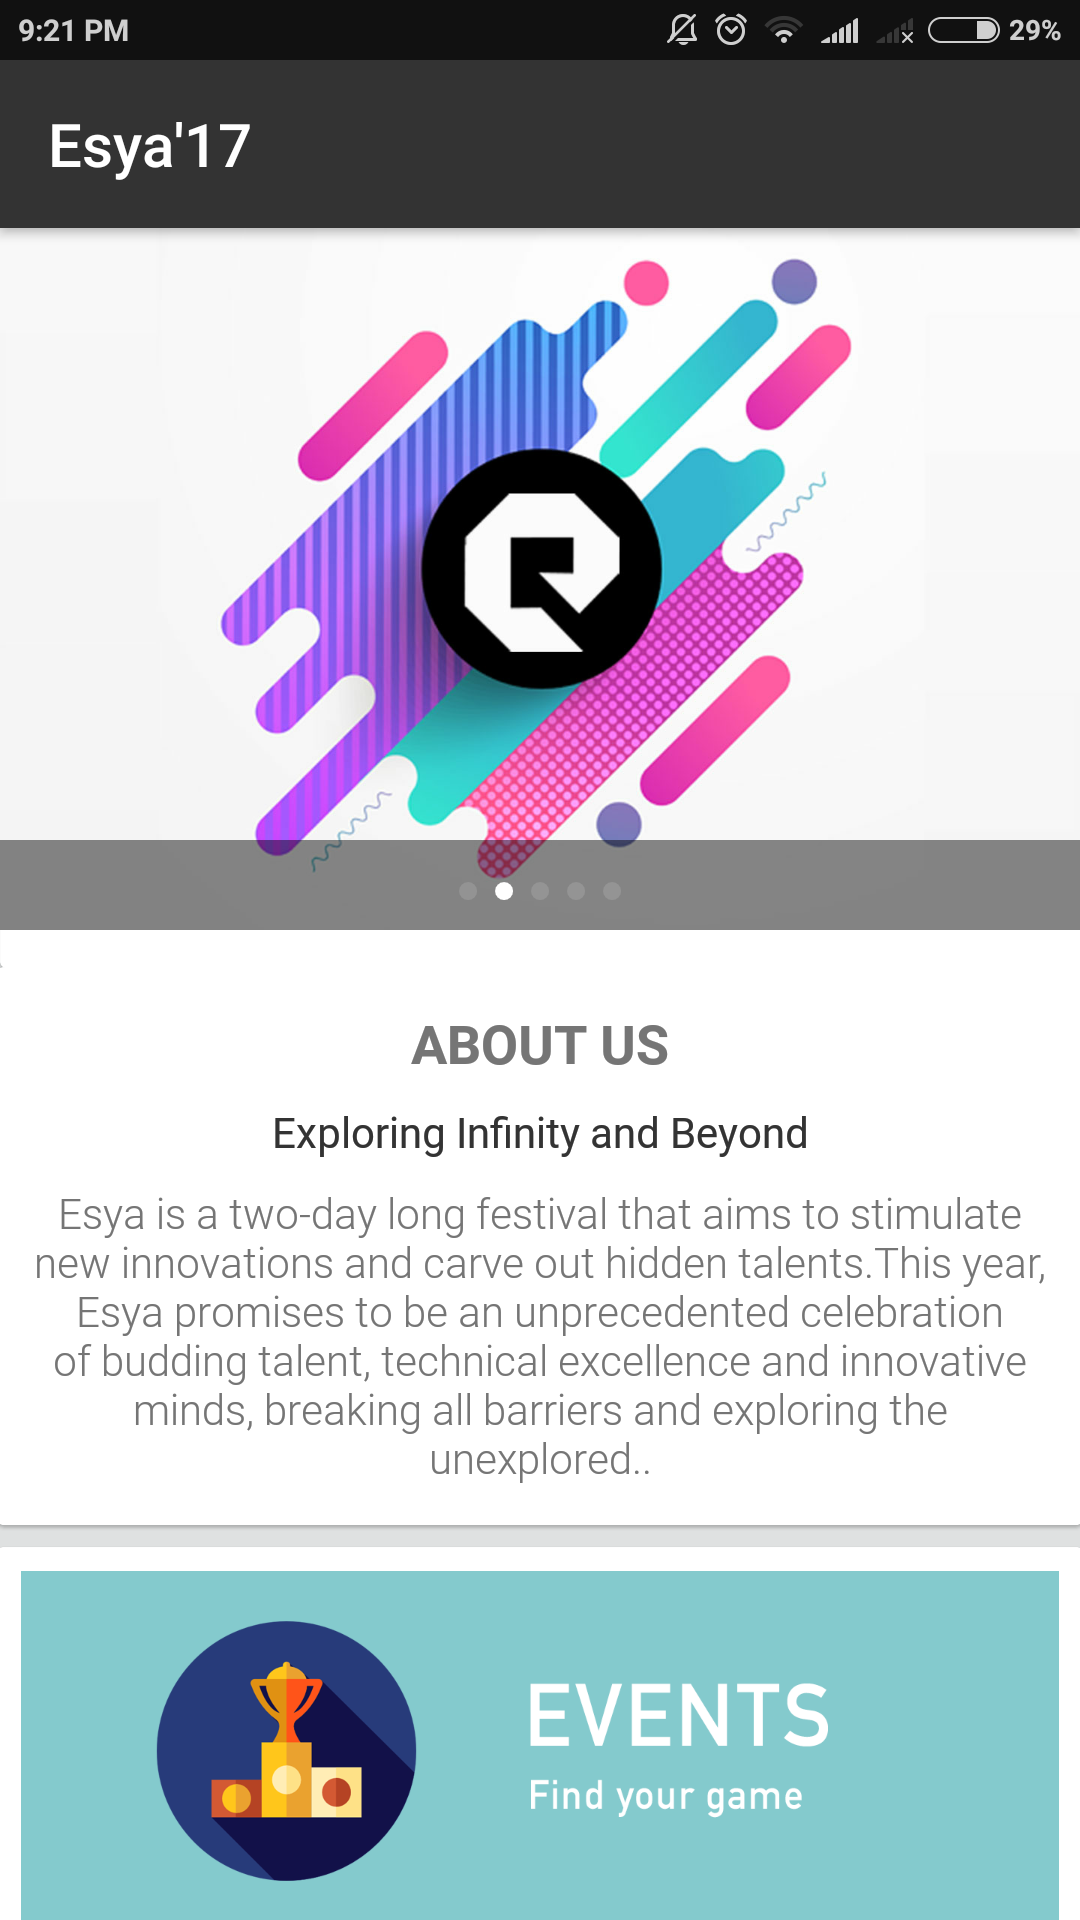 9:21 PM 29%
Esya'17
ABOUT US
Exploring Infinity and Beyond
Esya is a two-day long festival that aims to stimulate
new innovations and carve out hidden talents.This year,
Esya promises to be an unprecedented celebration
of budding talent, technical excellence and innovative
minds, breaking all barriers and exploring the
unexplored..
EVENTS
Find your game